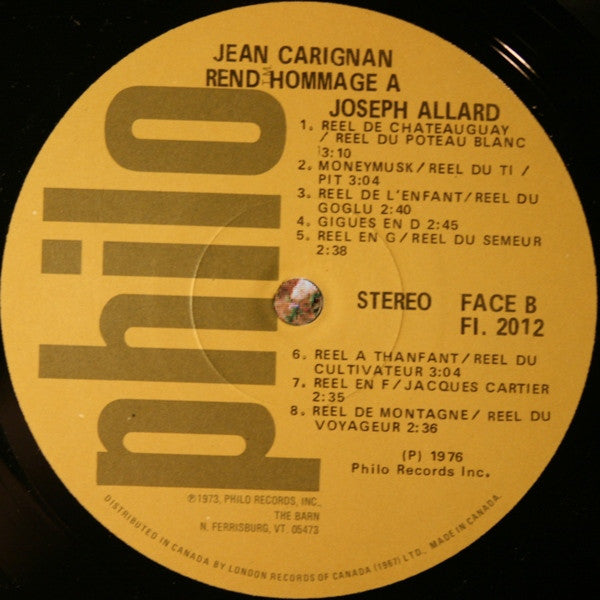 JEAN CARIGNAN
REND HOMMAGE A
JOSEPH ALLARD
1. REEL DE CHATEAUGUAY
/ REEL DU POTEAU BLANC
3:10
2. MONEYMUSK/REEL DU TI /
PIT 3:04
3. REEL DE L'ENFANT/REEL DU
GOGLU 2:40
4. GIGUES EN D 2:45
5. REEL EN G/REEL DU SEMEUR
2:38
philo
STEREO FACE B
FI. 2012
6. REEL A THANFANT/REEL DU
CULTIVATEUR 3:04
7. REEL EN F/JACQUES CARTIER
2:35
8. REEL DE MONTAGNE/ REEL DU
VOYAGEUR 2:36
(P) 1976
Philo Records Inc.
℗1973, PHILO RECORDS, INC.,
THE BARN
N. FERRISBURG, VT. 05473
DISTRIBUTED IN CANADA BY LONDON RECORDS OF CANADA (1967) LTD., MADE IN CANADA.